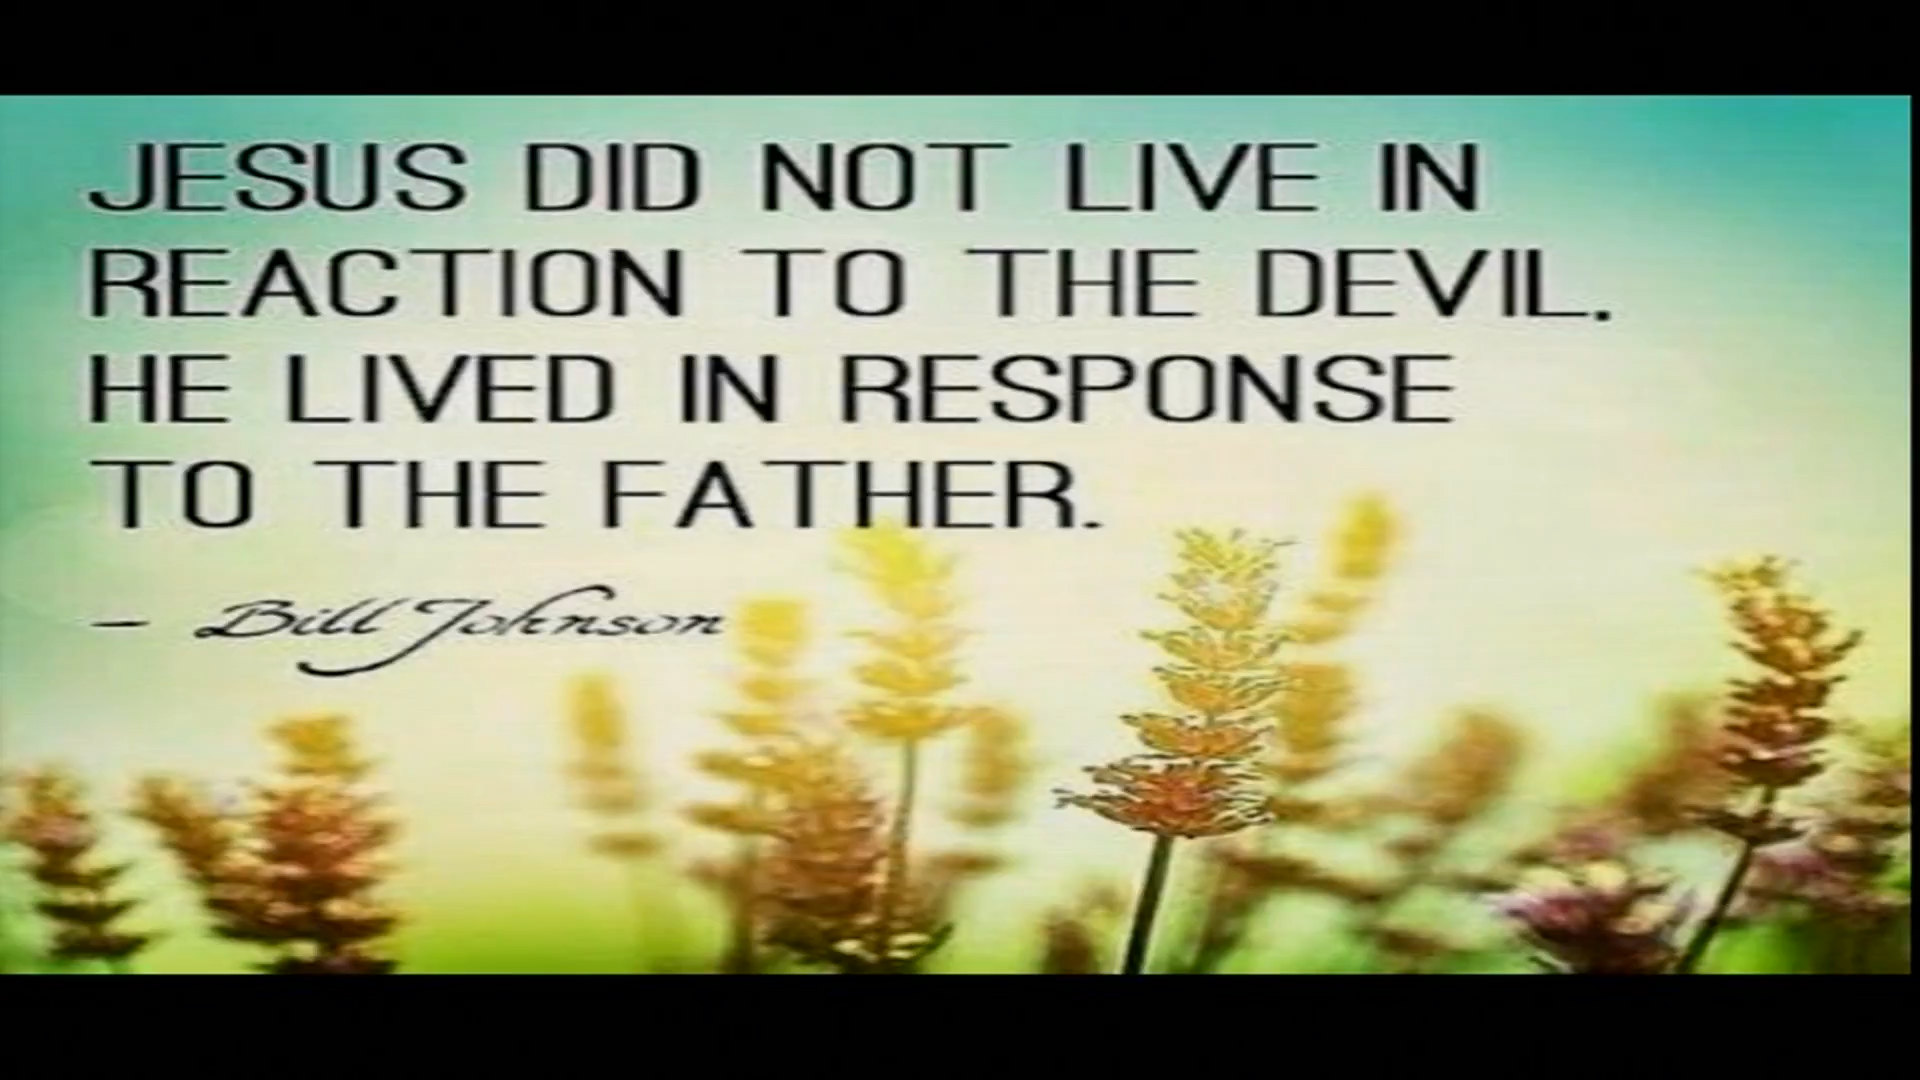 JESUS DID NOT LIVE IN
REACTION TO THE DEVIL.
HE LIVED IN RESPONSE
TO THE FATHER.
- Bill Johnson